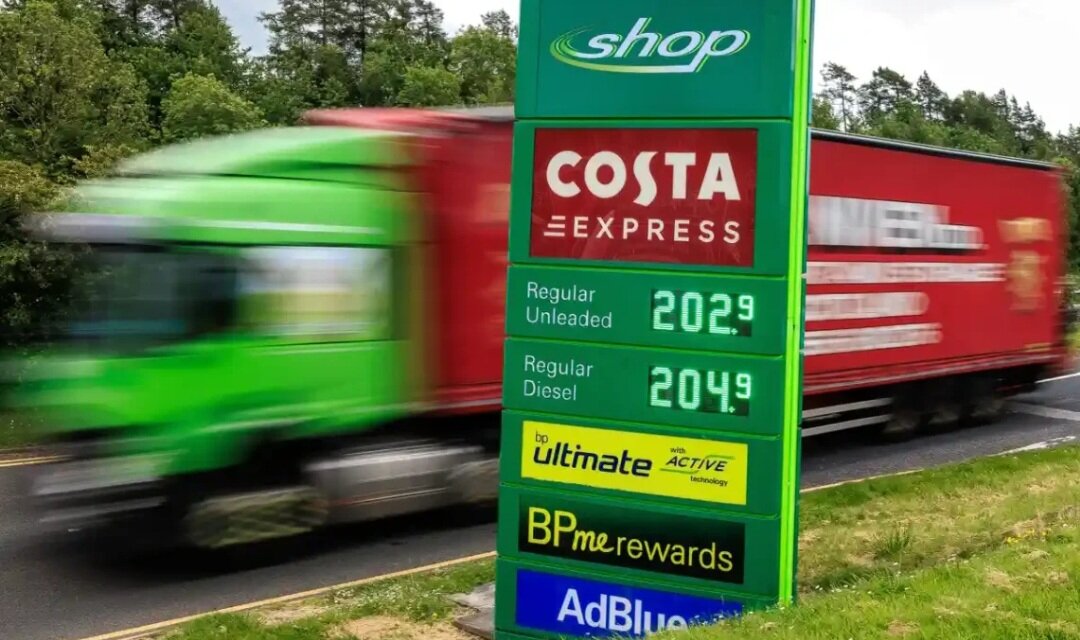 shop
COSTA
EXPRESS
Regular
Unleaded
202.9
Regular
Diesel
204.9
bp
ultimate
with
ACTIVE
technology
BPme rewards
AdBlue